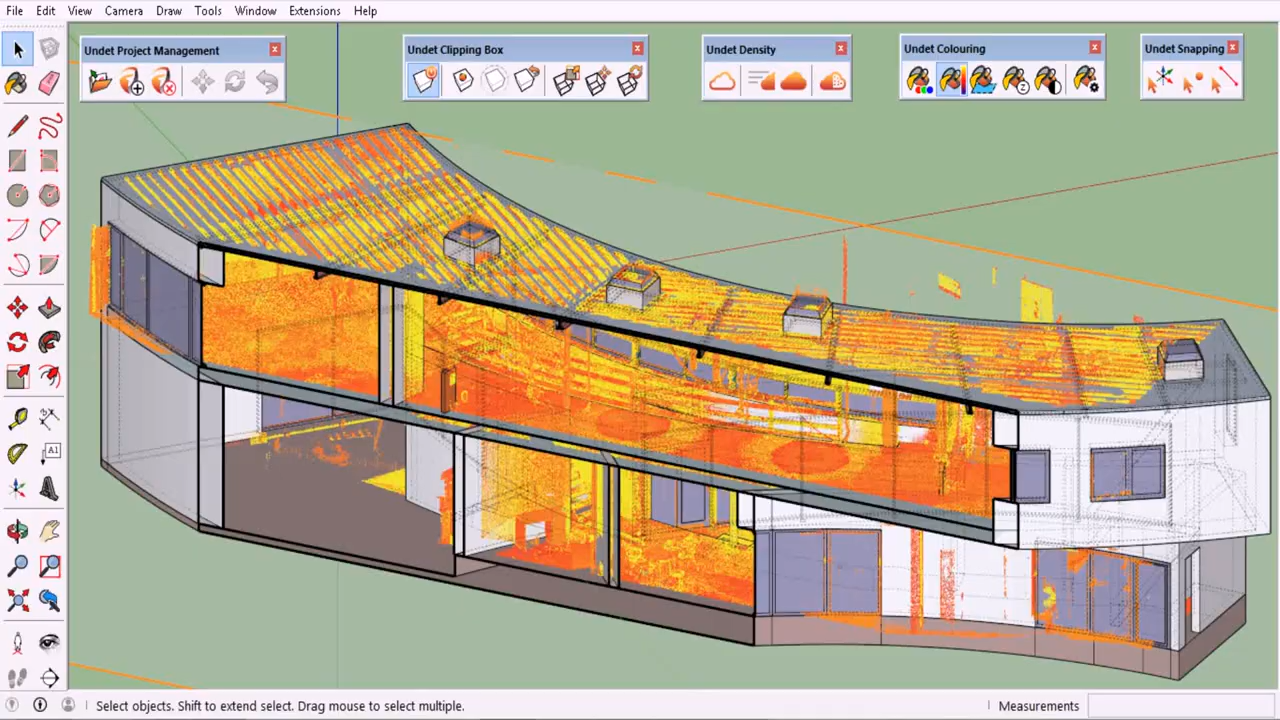 File Edit View Camera Draw Tools Window Extensions Help
Undet Project Management
Undet Clipping Box
Undet Density
Undet Colouring
Undet Snapping
A1
Select objects. Shift to extend select. Drag mouse to select multiple.
Measurements